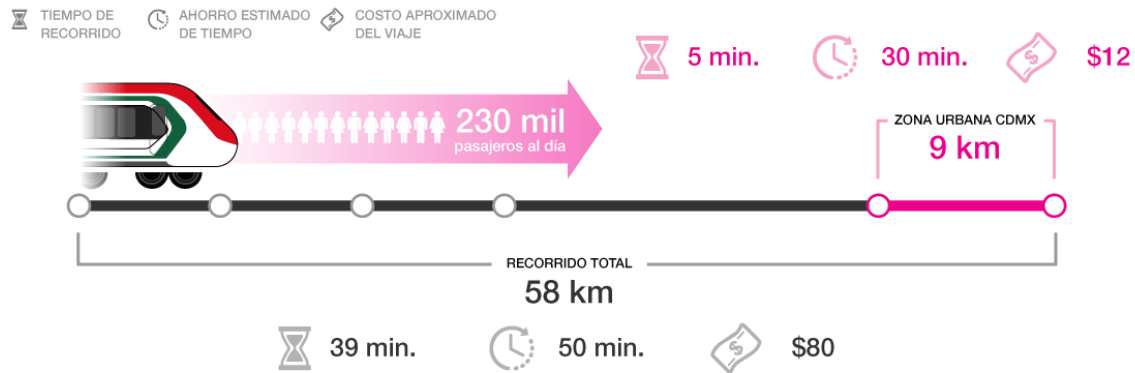 TIEMPO DE
RECORRIDO
AHORRO ESTIMADO
DE TIEMPO
COSTO APROXIMADO
DEL VIAJE
5 min.
30 min.
$12
230 mil
pasajeros al día
ZONA URBANA CDMX
9 km
RECORRIDO TOTAL
58 km
39 min.
50 min.
$80